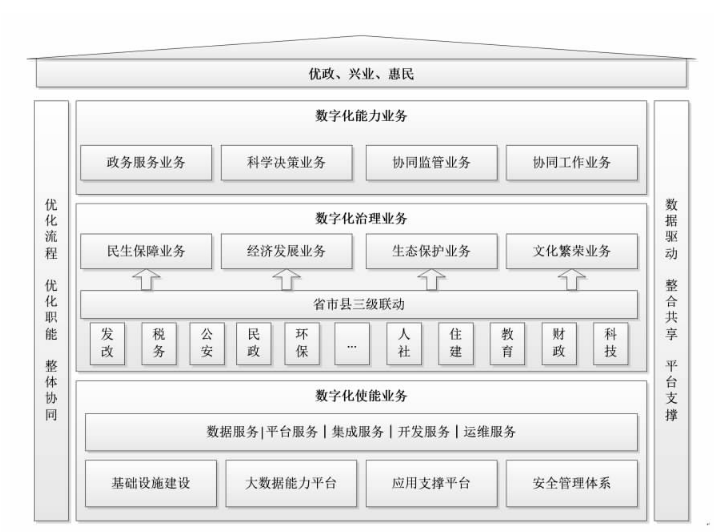 优政、兴业、惠民
优化流程 优化职能 整体协同
数字化能力业务
政务服务业务 科学决策业务 协同监管业务 协同工作业务
数字化治理业务
民生保障业务 经济发展业务 生态保护业务 文化繁荣业务
省市县三级联动
发改 税务 公安 民政 环保 ... 人社 住建 教育 财政 科技
数字化使能业务
数据服务|平台服务|集成服务|开发服务|运维服务
基础设施建设 大数据能力平台 应用支撑平台 安全管理体系
数据驱动 整合共享 平台支撑